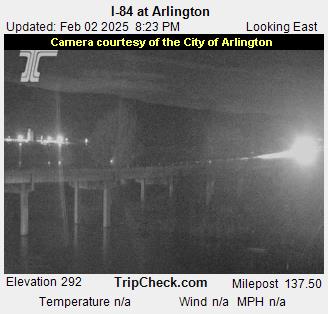 I-84 at Arlington
Updated: Feb 02 2025 8:23 PM Looking East
Camera courtesy of the City of Arlington
Elevation 292 TripCheck.com Milepost 137.50
Temperature n/a Wind n/a MPH n/a